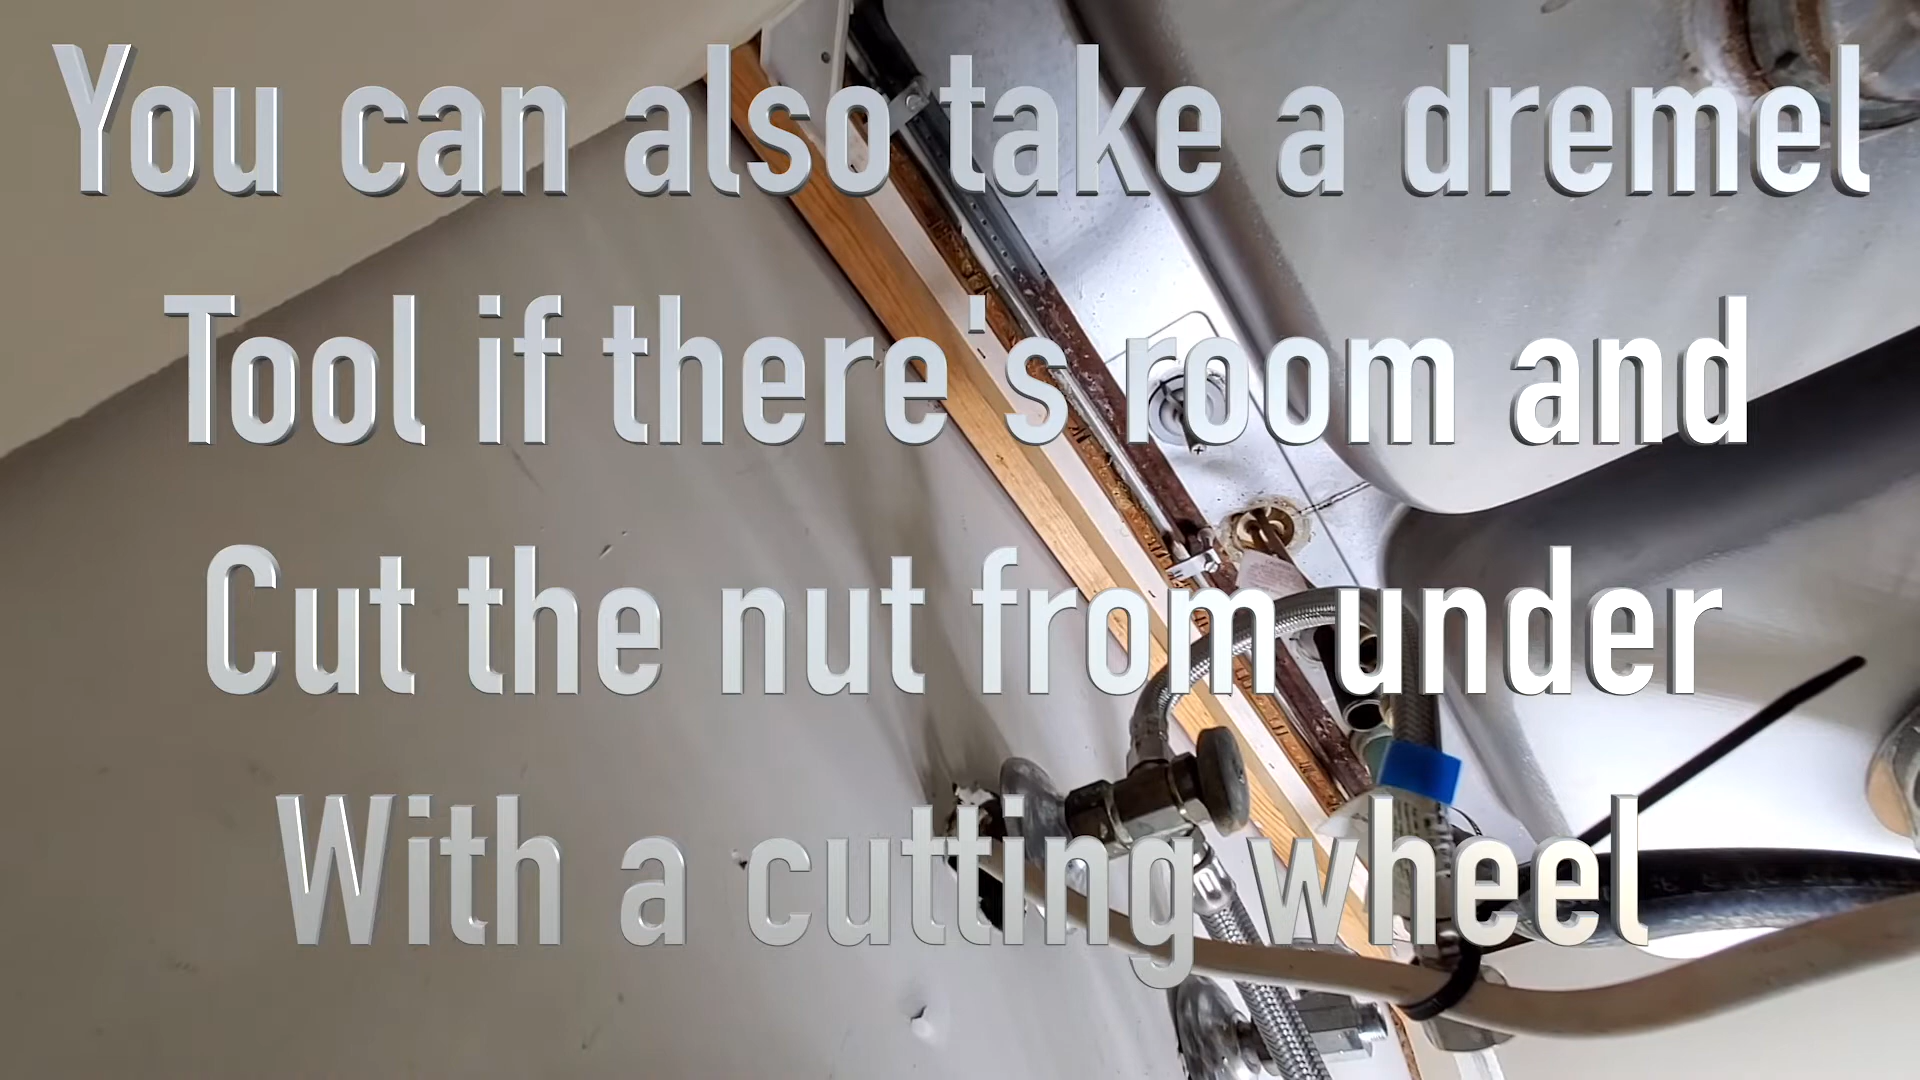 You can also take a dremel
Tool if there's room and
Cut the nut from under
With a cutting wheel